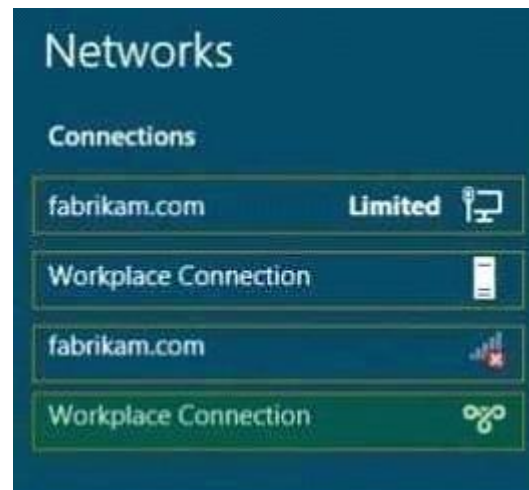 Networks
Connections
fabrikam.com Limited
Workplace Connection
fabrikam.com
Workplace Connection